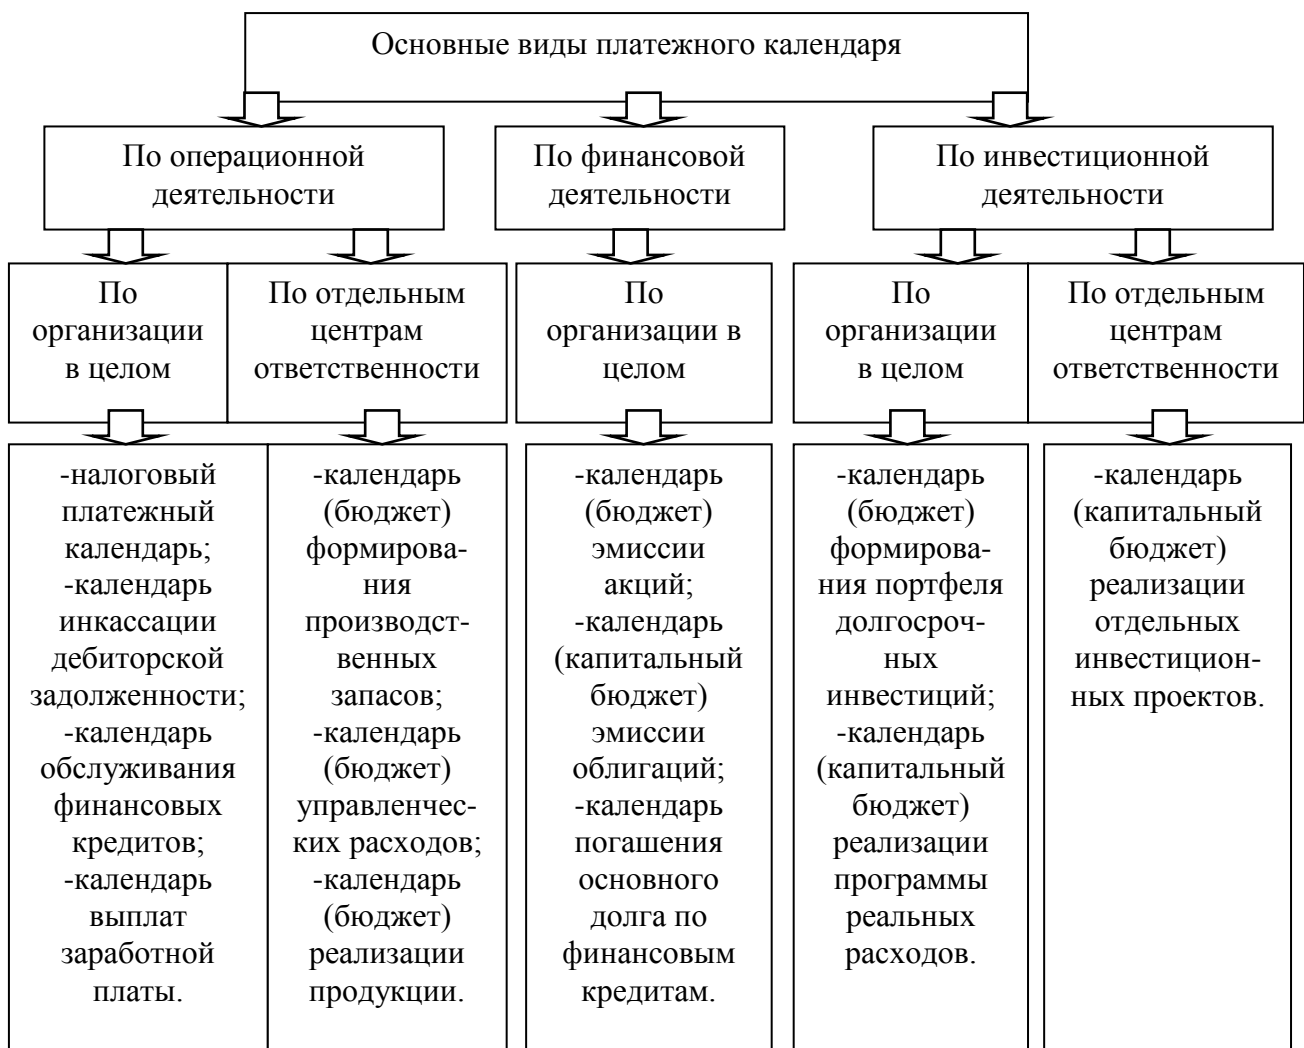 Основные виды платежного календаря
По операционной
деятельности
По финансовой
деятельности
По инвестиционной
деятельности
По
организации
в целом
По отдельным
центрам
ответственности
По
организации в
целом
По
организации
в целом
По отдельным
центрам
ответственности
-налоговый
платежный
календарь;
-календарь
инкассации
дебиторской
задолженности;
-календарь
обслуживания
финансовых
кредитов;
-календарь
выплат
заработной
платы.
-календарь
(бюджет)
формирова-
ния
производст-
венных
запасов;
-календарь
(бюджет)
управленчес-
ких расходов;
-календарь
(бюджет)
реализации
продукции.
-календарь
(бюджет)
эмиссии
акций;
-календарь
(капитальный
бюджет)
эмиссии
облигаций;
-календарь
погашения
основного
долга по
финансовым
кредитам.
-календарь
(бюджет)
формирова-
ния портфеля
долгосроч-
ных
инвестиций;
-календарь
(капитальный
бюджет)
реализации
программы
реальных
расходов.
-календарь
(капитальный
бюджет)
реализации
отдельных
инвестицион-
ных проектов.